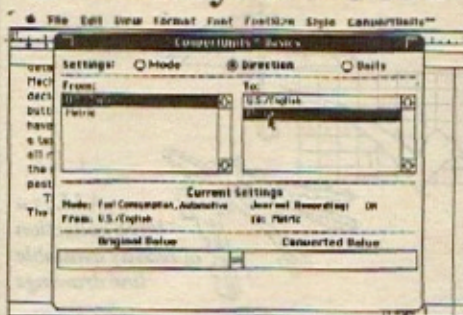 File Edit View Format Font FontSize Style ConvertUnits™
ConvertUnits™ Basics
Settings: Mode Direction Units
From: To:
U.S./English
Metric
Current Settings
Mode: Fuel Consumption, Automotive Journal Recording: ON
From: U.S./English To: Metric
Original Value Converted Value